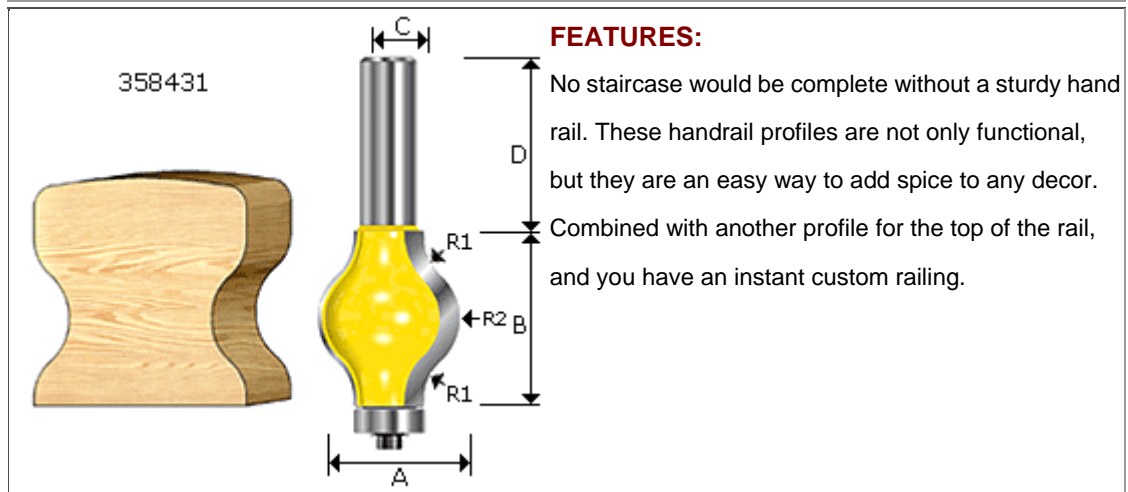 358431
C
D
R1
R2
B
R1
A
FEATURES:
No staircase would be complete without a sturdy hand
rail. These handrail profiles are not only functional,
but they are an easy way to add spice to any decor.
Combined with another profile for the top of the rail,
and you have an instant custom railing.